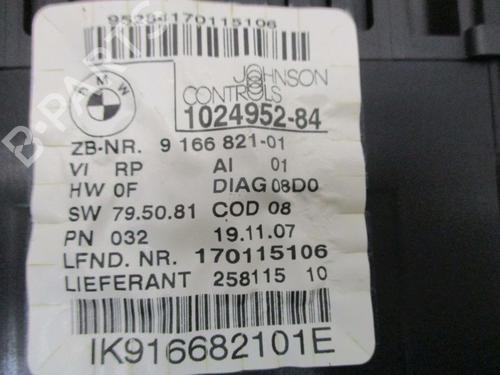 95284170115106
BMW
JOHNSON
CONTROLS
1024952-84
ZB-NR. 9 166 821-01
VI RP AI 01
HW 0F DIAG 08D0
SW 79.50.81 COD 08
PN 032 19.11.07
LFND. NR. 170115106
LIEFERANT 258115 10
IK916682101E
B-PARTS